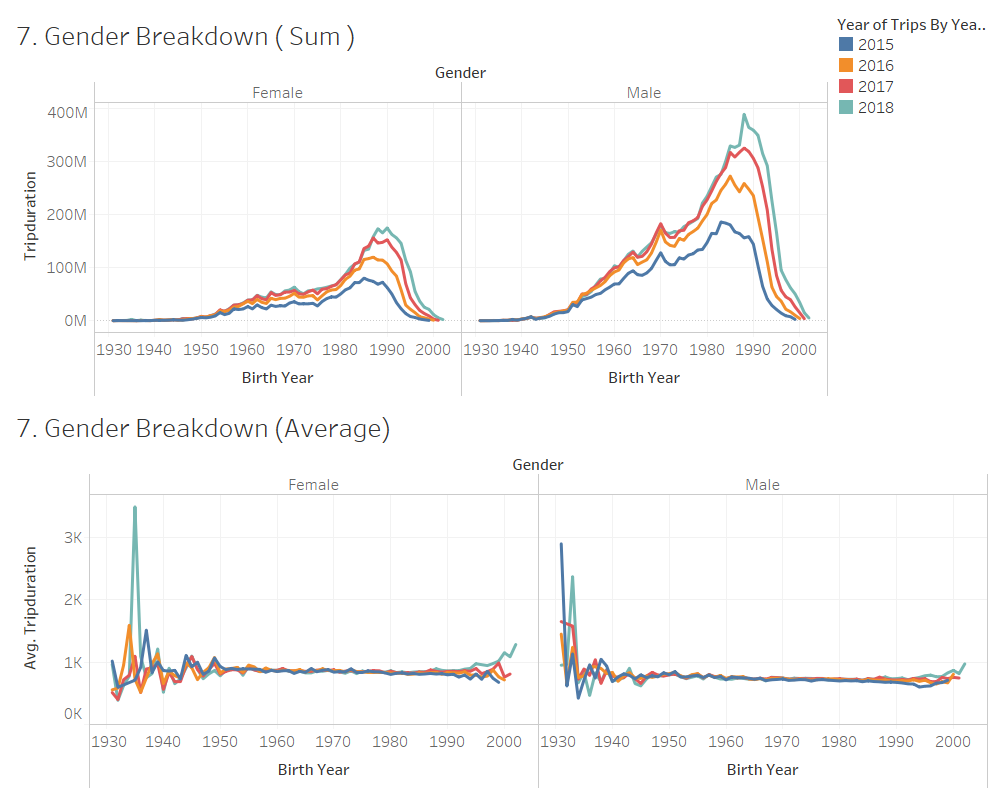 7. Gender Breakdown ( Sum )
Year of Trips By Yea..
2015
2016
2017
2018
Gender
Female Male
Tripduration
400M
300M
200M
100M
0M
1930 1940 1950 1960 1970 1980 1990 2000 1930 1940 1950 1960 1970 1980 1990 2000
Birth Year Birth Year
7. Gender Breakdown (Average)
Gender
Female Male
Avg. Tripduration
3K
2K
1K
0K
1930 1940 1950 1960 1970 1980 1990 2000 1930 1940 1950 1960 1970 1980 1990 2000
Birth Year Birth Year